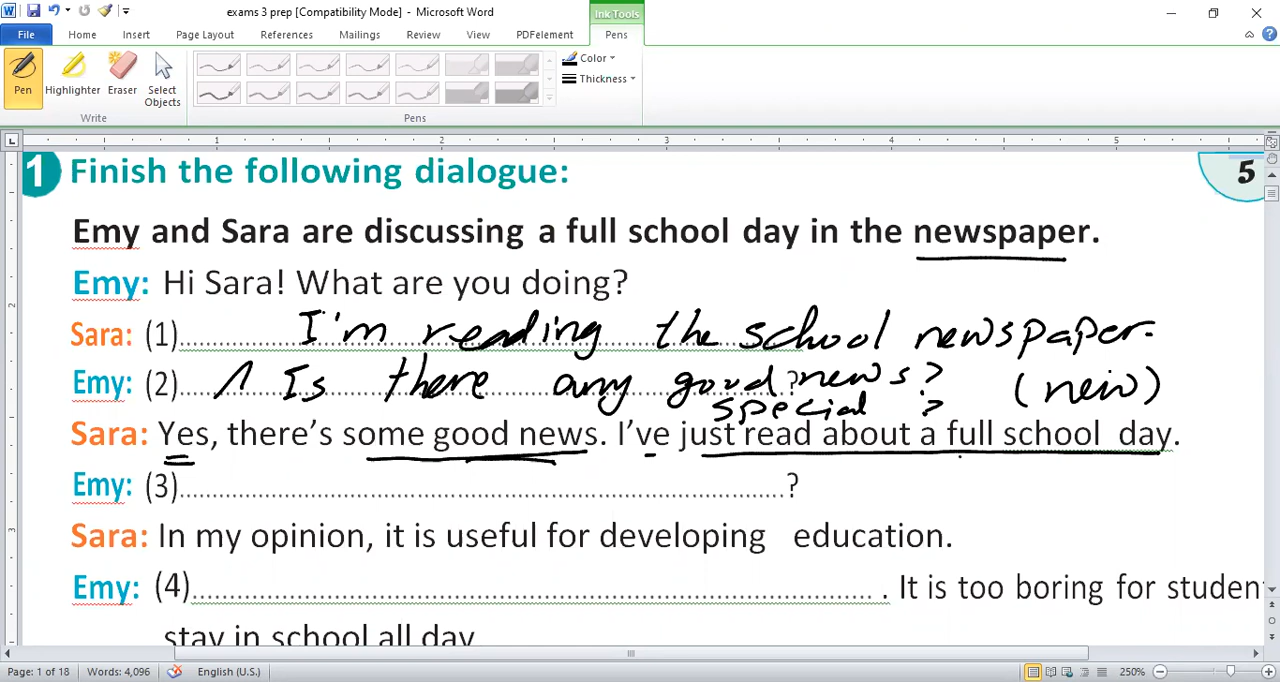 exams 3 prep [Compatibility Mode] - Microsoft Word
Ink Tools
File Home Insert Page Layout References Mailings Review View PDFelement Pens
Pen Highlighter Eraser Select Objects
Color
Thickness
Write Pens
1 2 3 4 5
1 Finish the following dialogue: 5
Emy and Sara are discussing a full school day in the newspaper.
Emy: Hi Sara! What are you doing?
Sara: (1)........ I'm reading the school newspaper.
Emy: (2)........ Is there any good ? news? (new)
special ?
Sara: Yes, there's some good news. I've just read about a full school day.
Emy: (3)........................................?
Sara: In my opinion, it is useful for developing education.
Emy: (4)........................................ . It is too boring for studen
stay in school all day
Page: 1 of 18 Words: 4,096 English (U.S.) 250%